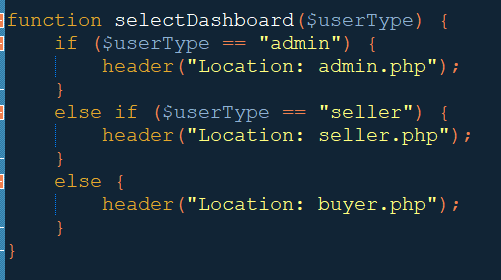 function selectDashboard($userType) {
    if ($userType == "admin") {
        header("Location: admin.php");
    }
    else if ($userType == "seller") {
        header("Location: seller.php");
    }
    else {
        header("Location: buyer.php");
    }
}